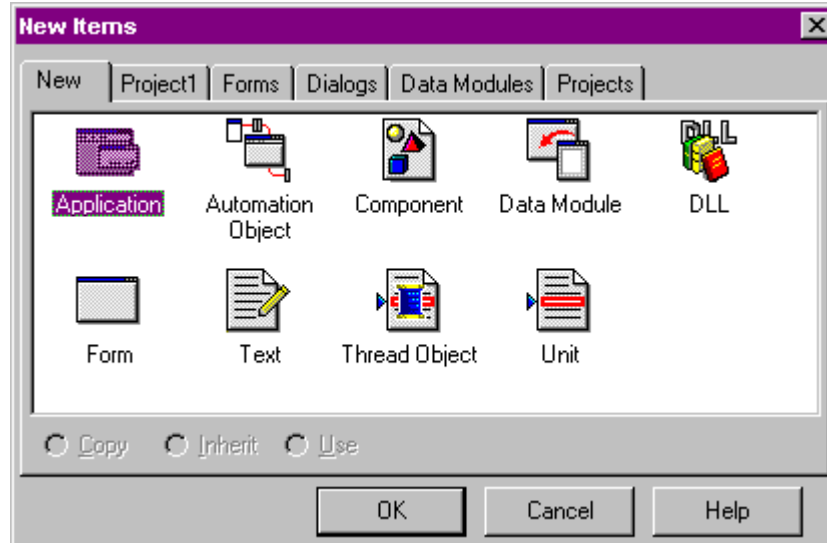 New Items
New Project1 Forms Dialogs Data Modules Projects
DLL
Application Automation Object Component Data Module DLL
Form Text Thread Object Unit
Copy Inherit Use
OK Cancel Help